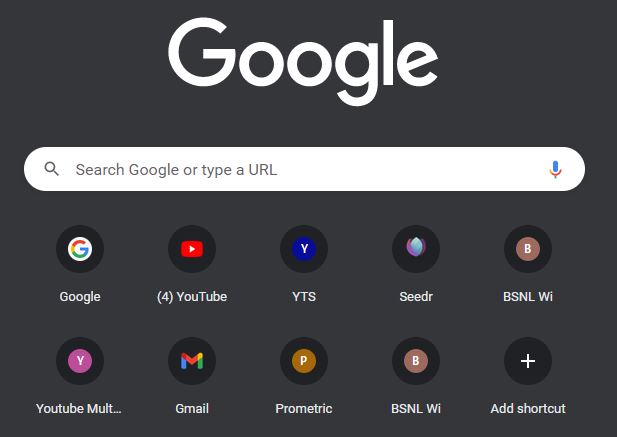 Google
Search Google or type a URL
Y
B
Google (4) YouTube YTS Seedr BSNL Wi
Y
P
B
Youtube Mult... Gmail Prometric BSNL Wi Add shortcut